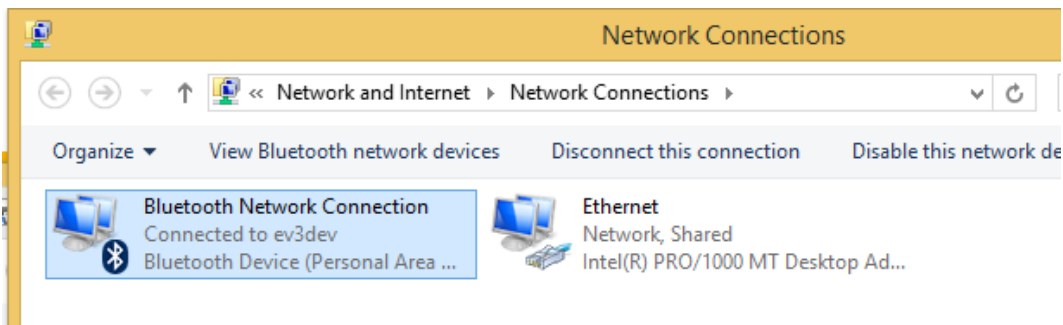 Network Connections
« Network and Internet Network Connections
Organize View Bluetooth network devices Disconnect this connection Disable this network de
Bluetooth Network Connection
Connected to ev3dev
Bluetooth Device (Personal Area ...
Ethernet
Network, Shared
Intel(R) PRO/1000 MT Desktop Ad...